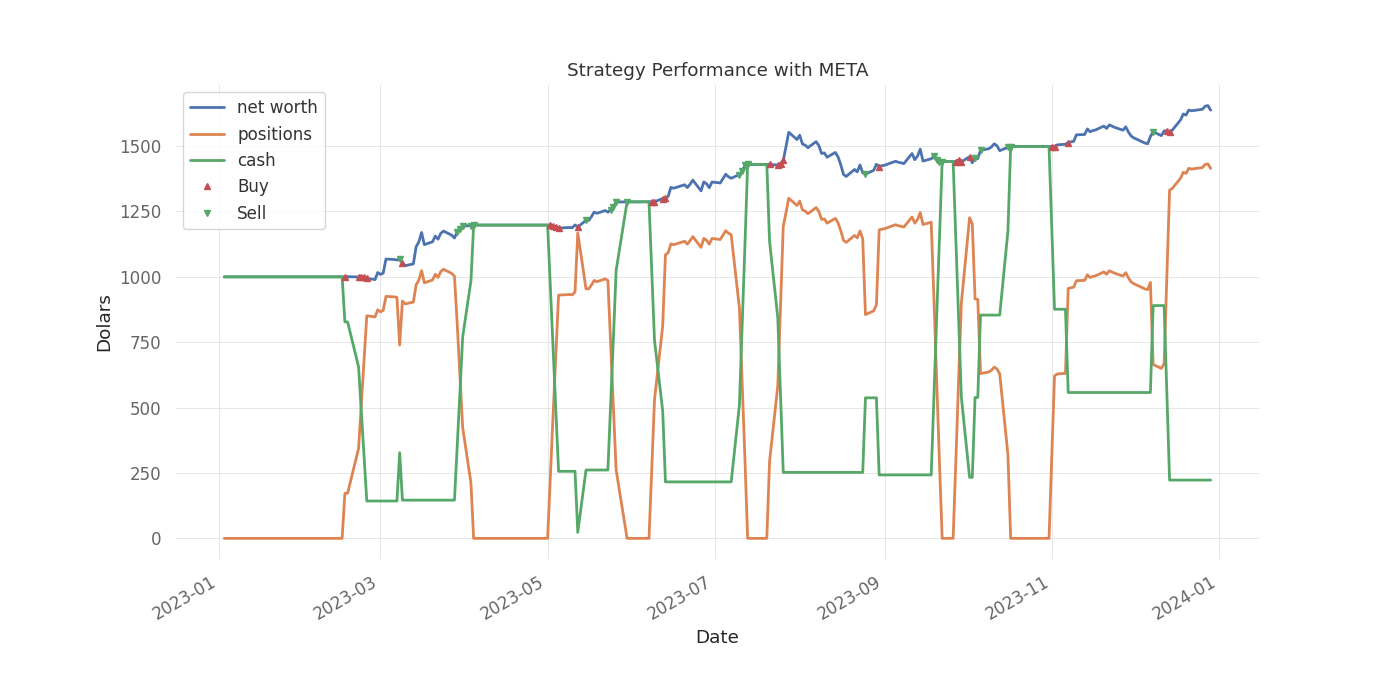 Strategy Performance with META
net worth
positions
cash
Buy
Sell
Dolars
1500
1250
1000
750
500
250
0
2023-01
2023-03
2023-05
2023-07
2023-09
2023-11
2024-01
Date